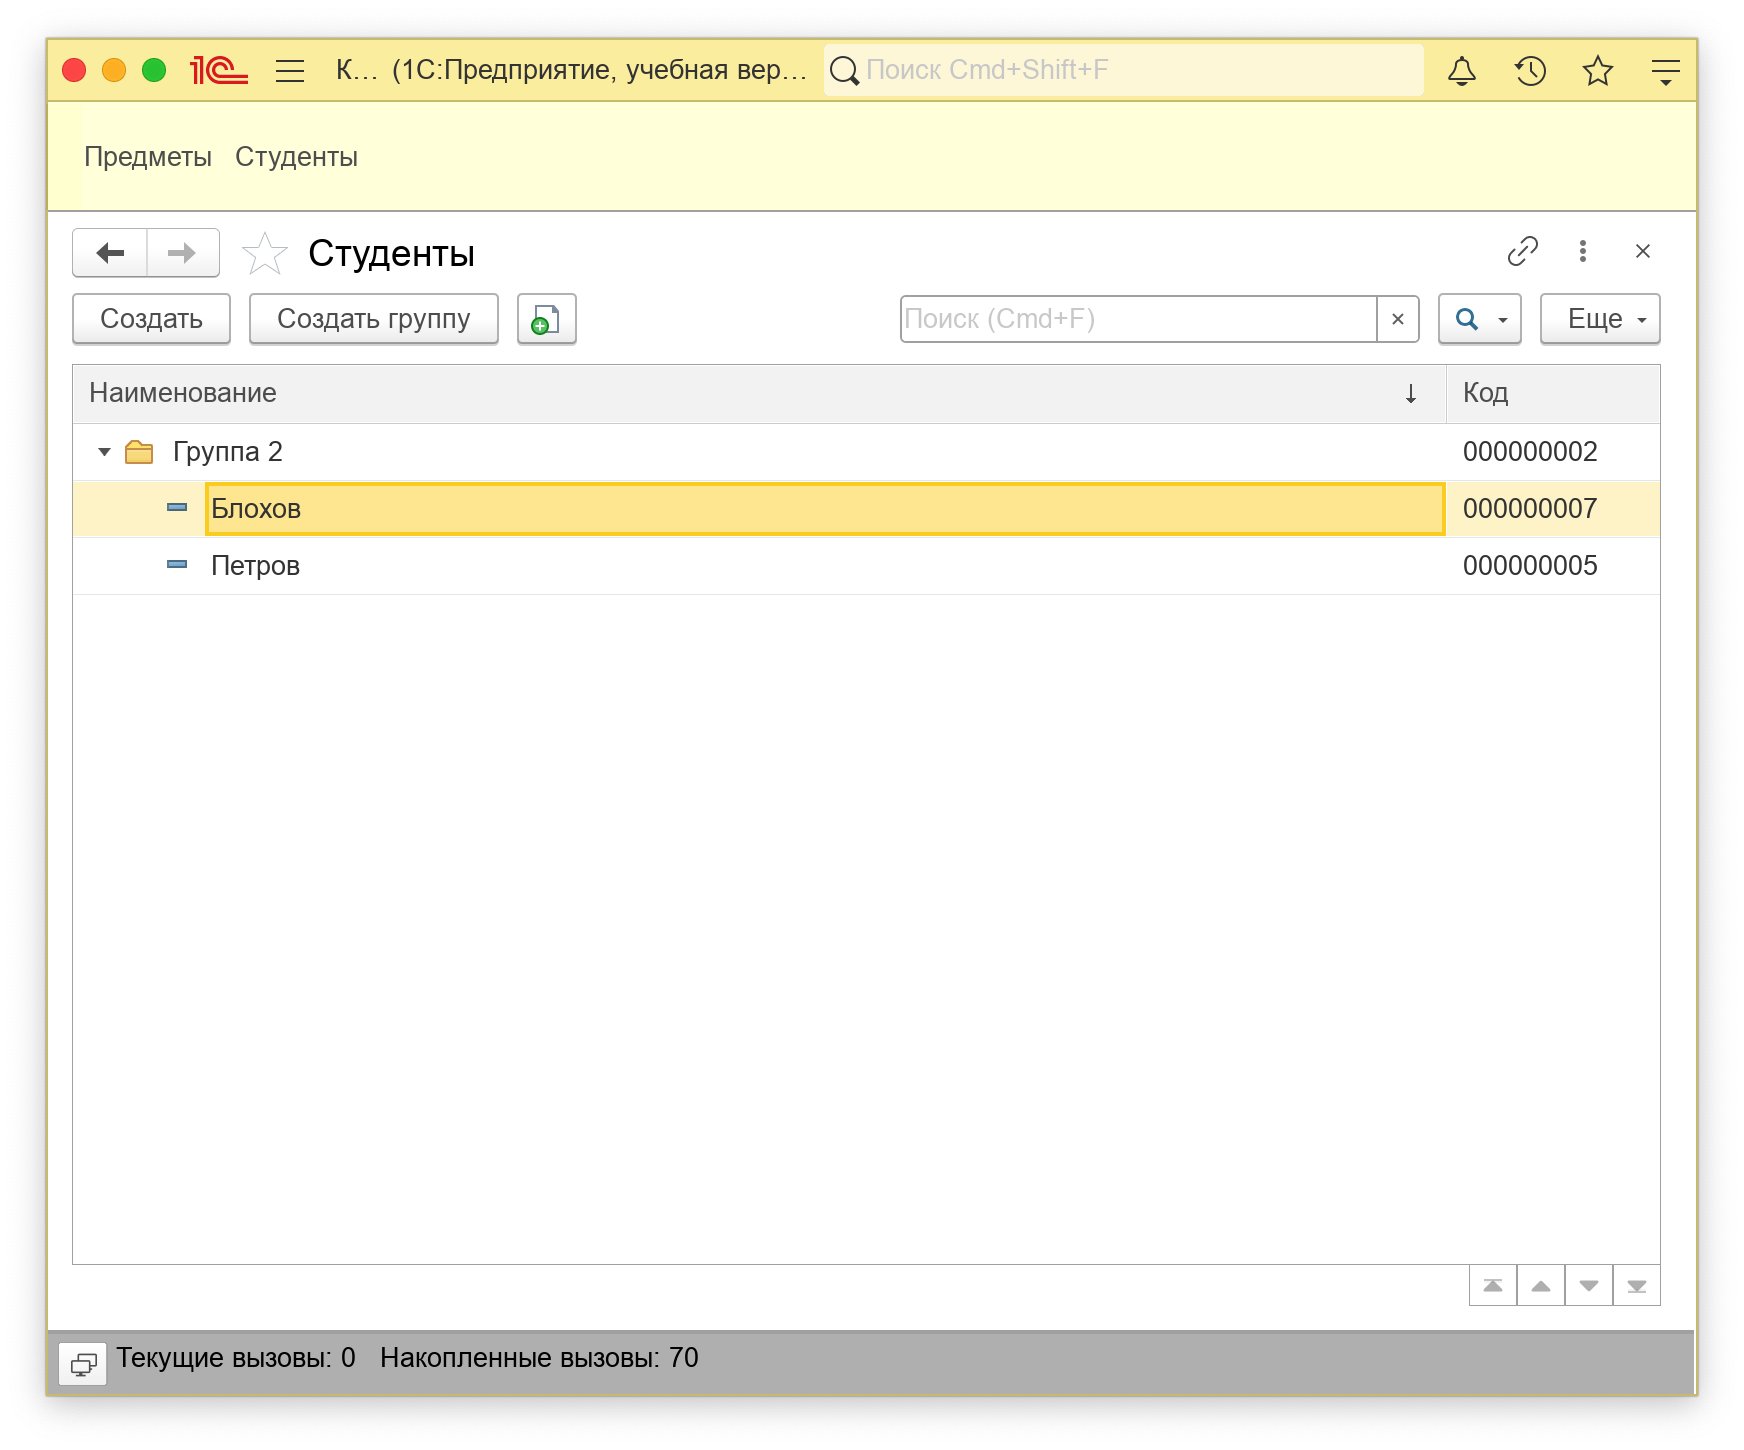 1С К... (1С:Предприятие, учебная вер... Поиск Cmd+Shift+F
Предметы Студенты
Студенты
Создать Создать группу Поиск (Cmd+F) × Еще
Наименование ↓ Код
Группа 2 000000002
Блохов 000000007
Петров 000000005
Текущие вызовы: 0 Накопленные вызовы: 70